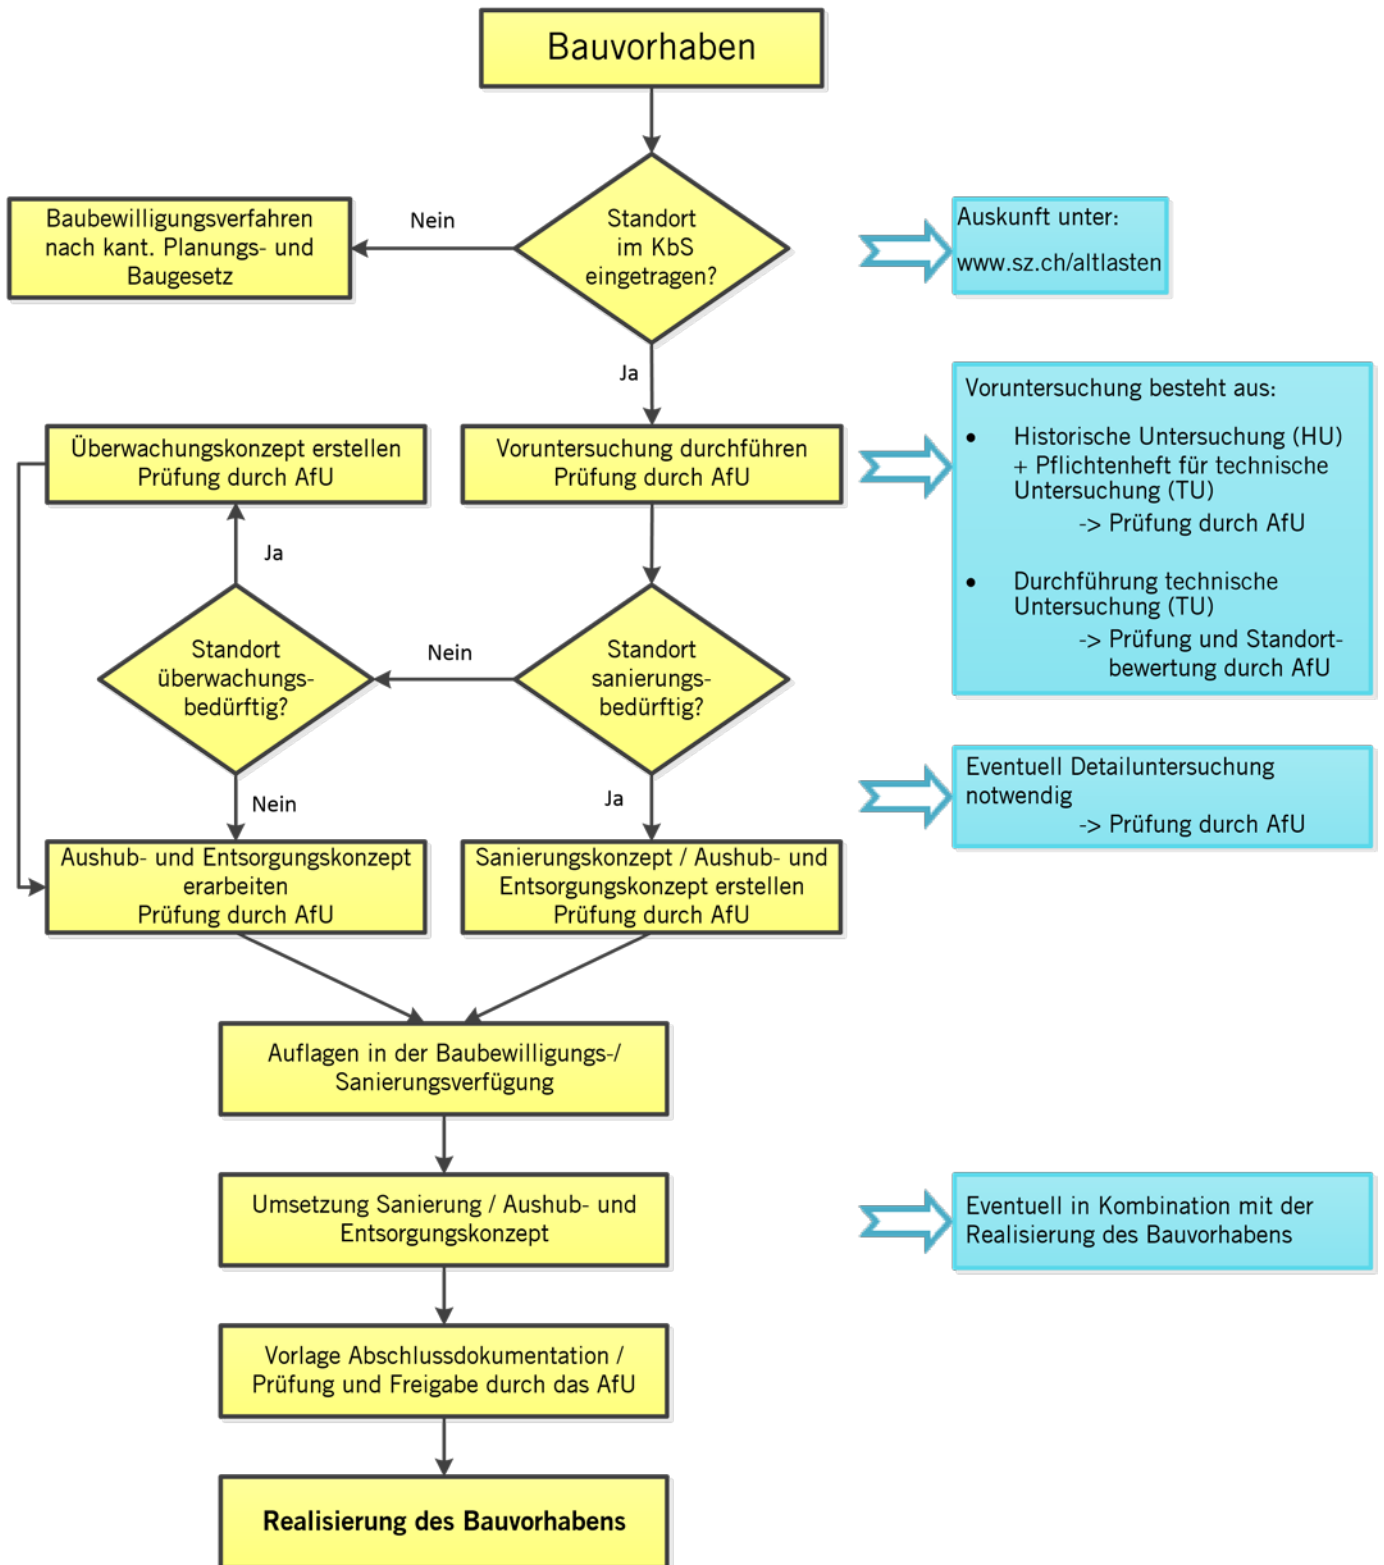 Bauvorhaben
Standort
im KbS
eingetragen?
Nein
Baubewilligungsverfahren
nach kant. Planungs- und
Baugesetz
Auskunft unter:
www.sz.ch/altlasten
Ja
Voruntersuchung durchführen
Prüfung durch AfU
Voruntersuchung besteht aus:
• Historische Untersuchung (HU)
+ Pflichtenheft für technische
Untersuchung (TU)
-> Prüfung durch AfU
• Durchführung technische
Untersuchung (TU)
-> Prüfung und Standort-
bewertung durch AfU
Überwachungskonzept erstellen
Prüfung durch AfU
Ja
Standort
überwachungs-
bedürftig?
Nein
Standort
sanierungs-
bedürftig?
Nein
Ja
Eventuell Detailuntersuchung
notwendig
-> Prüfung durch AfU
Aushub- und Entsorgungskonzept
erarbeiten
Prüfung durch AfU
Sanierungskonzept / Aushub- und
Entsorgungskonzept erstellen
Prüfung durch AfU
Auflagen in der Baubewilligungs-/
Sanierungsverfügung
Umsetzung Sanierung / Aushub- und
Entsorgungskonzept
Eventuell in Kombination mit der
Realisierung des Bauvorhabens
Vorlage Abschlussdokumentation /
Prüfung und Freigabe durch das AfU
Realisierung des Bauvorhabens